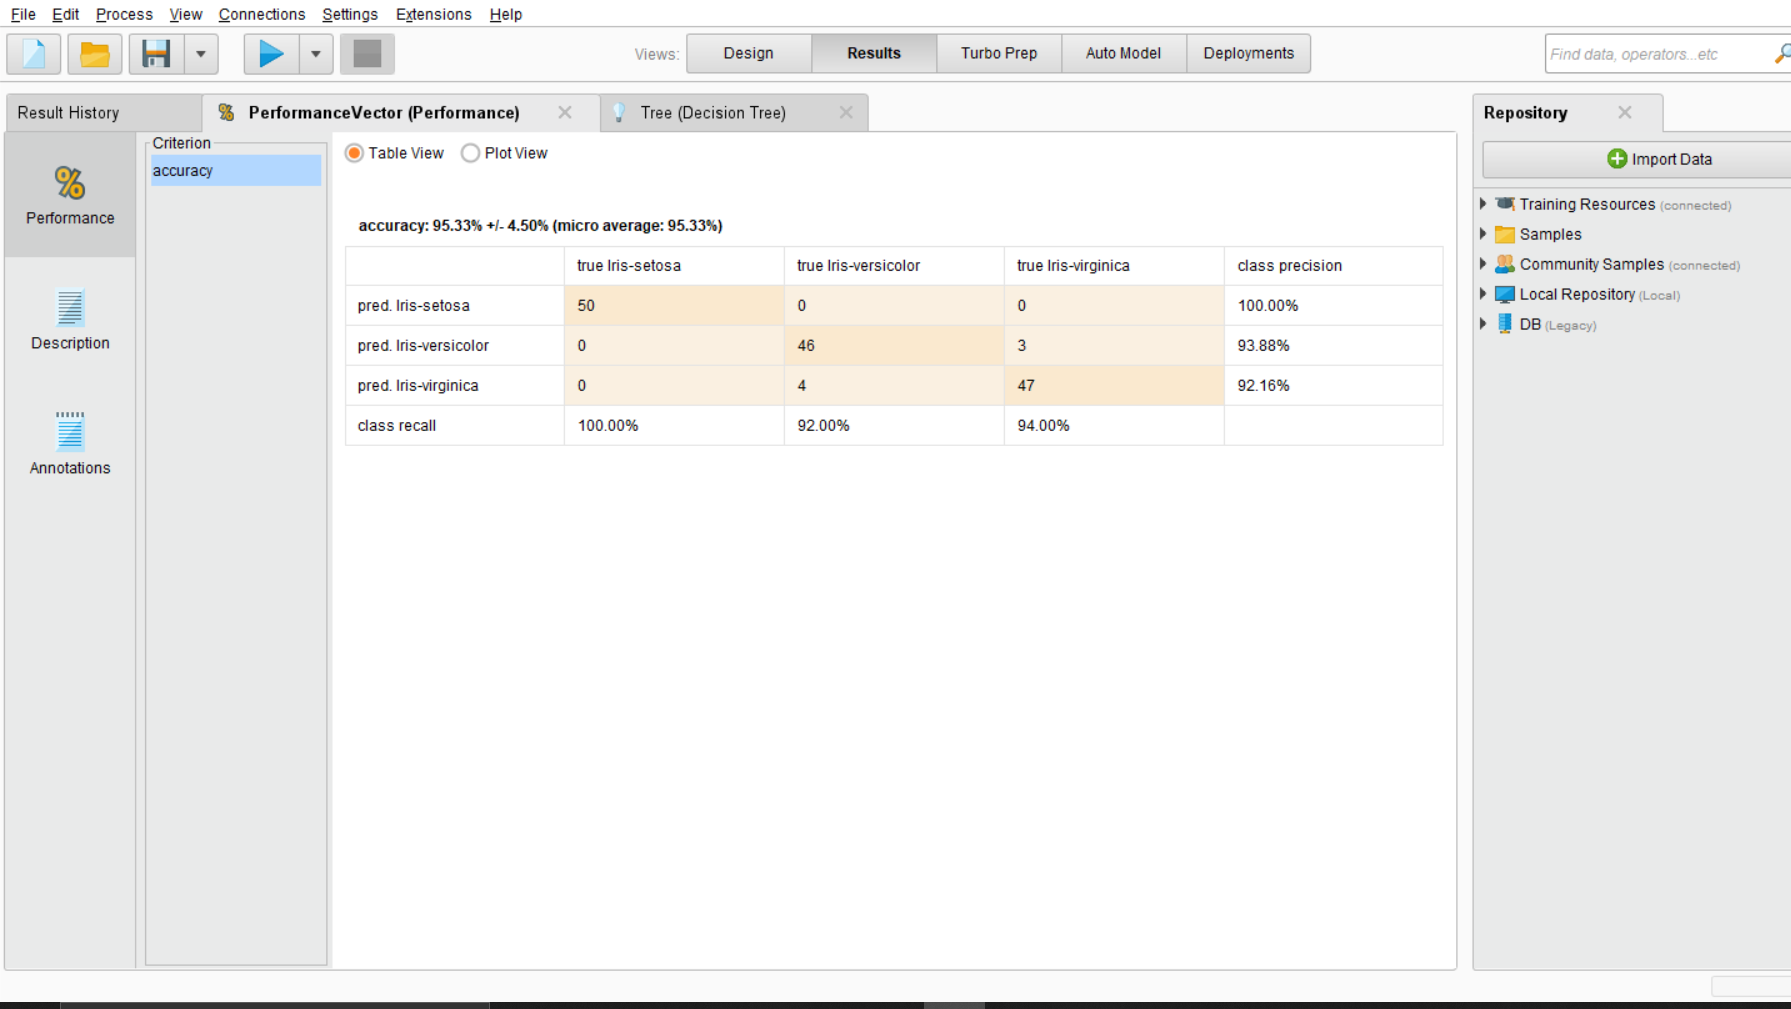 File Edit Process View Connections Settings Extensions Help
Views: Design Results Turbo Prep Auto Model Deployments Find data, operators...etc
Result History % PerformanceVector (Performance) Tree (Decision Tree) Repository
Criterion
accuracy
Table View Plot View
Import Data
%
Performance
Description
Annotations
accuracy: 95.33% +/- 4.50% (micro average: 95.33%)
true Iris-setosa true Iris-versicolor true Iris-virginica class precision
pred. Iris-setosa 50 0 0 100.00%
pred. Iris-versicolor 0 46 3 93.88%
pred. Iris-virginica 0 4 47 92.16%
class recall 100.00% 92.00% 94.00%
Training Resources (connected)
Samples
Community Samples (connected)
Local Repository (Local)
DB (Legacy)